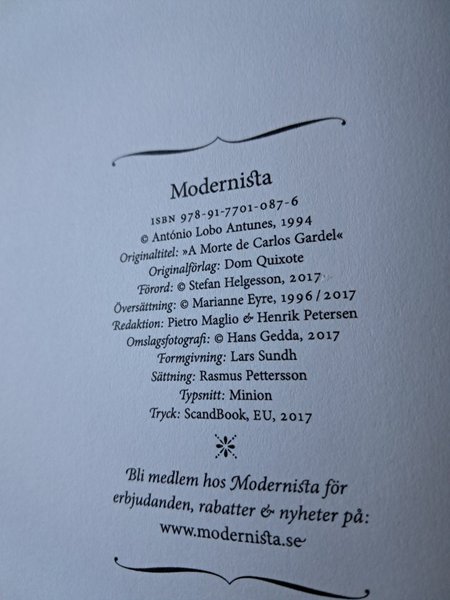 Modernista
ISBN 978-91-7701-087-6
© António Lobo Antunes, 1994
Originaltitel: »A Morte de Carlos Gardel«
Originalförlag: Dom Quixote
Förord: © Stefan Helgesson, 2017
Översättning: © Marianne Eyre, 1996/2017
Redaktion: Pietro Maglio & Henrik Petersen
Omslagsfotografi: © Hans Gedda, 2017
Formgivning: Lars Sundh
Sättning: Rasmus Pettersson
Typsnitt: Minion
Tryck: ScandBook, EU, 2017
Bli medlem hos Modernista för
erbjudanden, rabatter & nyheter på:
www.modernista.se